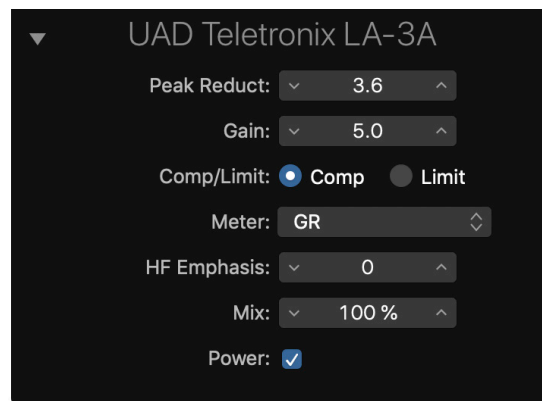 UAD Teletronix LA-3A
Peak Reduct: 3.6
Gain: 5.0
Comp/Limit: Comp Limit
Meter: GR
HF Emphasis: 0
Mix: 100 %
Power: